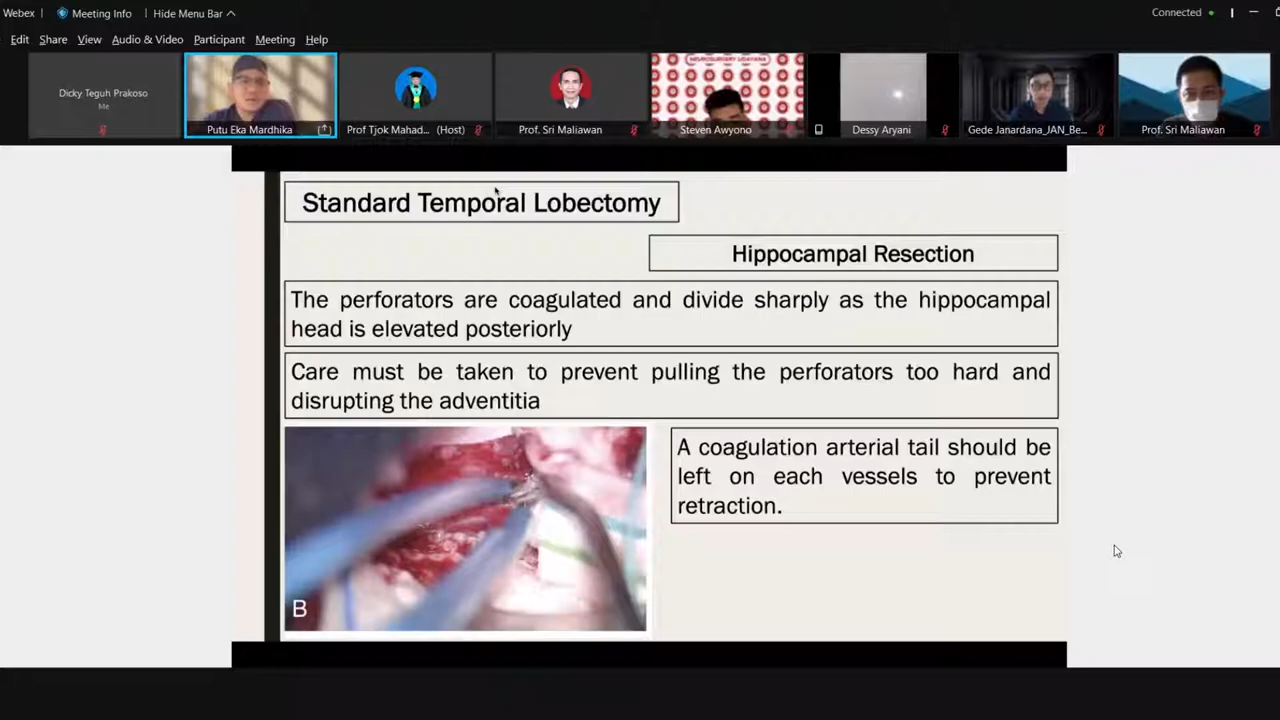 Webex
Meeting Info
Hide Menu Bar
Connected
Edit Share View Audio & Video Participant Meeting Help
Dicky Teguh Prakoso
Me
Putu Eka Mardhika
Prof Tjok Mahad... (Host)
Prof. Sri Maliawan
NEUROSURGERY UDAYANA
Steven Awyono
Dessy Aryani
Gede Janardana_JAN_Be...
Prof. Sri Maliawan
Standard Temporal Lobectomy
Hippocampal Resection
The perforators are coagulated and divide sharply as the hippocampal
head is elevated posteriorly
Care must be taken to prevent pulling the perforators too hard and
disrupting the adventitia
A coagulation arterial tail should be
left on each vessels to prevent
retraction.
B